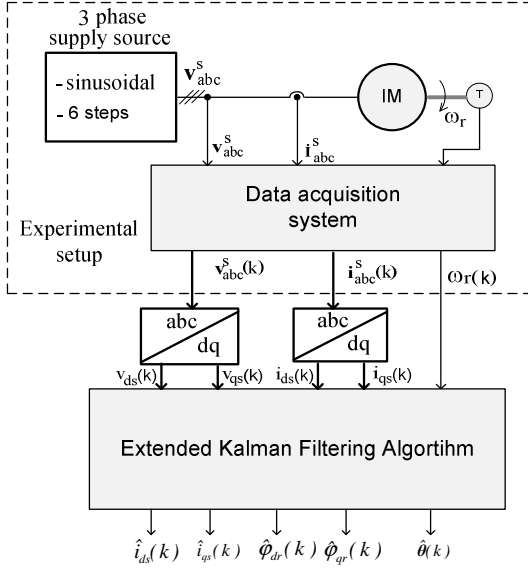 3 phase
supply source
- sinusoidal
- 6 steps
v^s_abc
IM
T
ω_r
v^s_abc
i^s_abc
Data acquisition
system
Experimental
setup
v^s_abc(k)
i^s_abc(k)
ωr(k)
abc
dq
abc
dq
v_ds(k)
v_qs(k)
i_ds(k)
i_qs(k)
Extended Kalman Filtering Algortihm
î_ds(k)
î_qs(k)
φ̂_dr(k)
φ̂_qr(k)
θ̂(k)